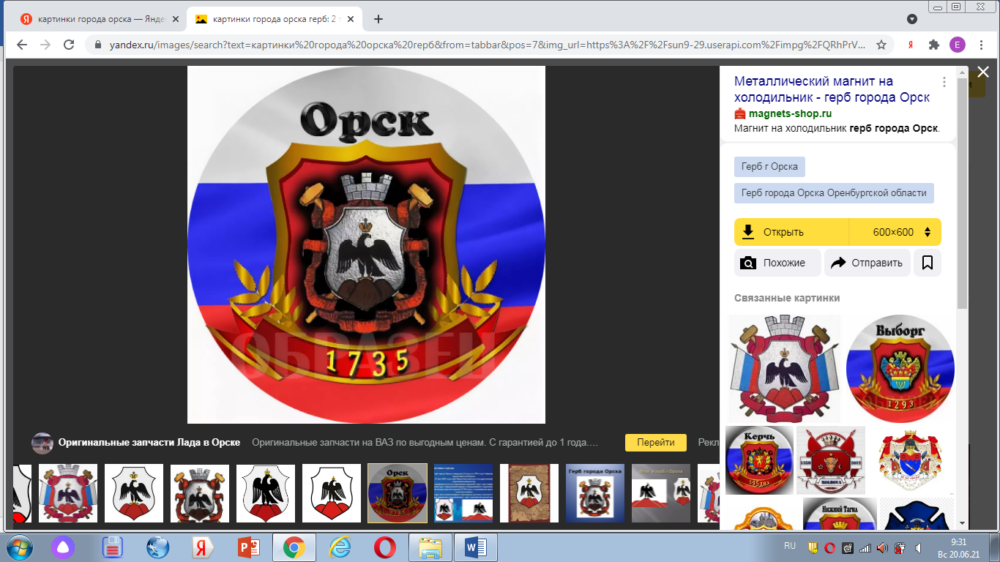 картинки города орска — Янде
картинки города орска герб: 2 т
yandex.ru/images/search?text=картинки%20города%20орска%20герб&from=tabbar&pos=7&img_url=https%3A%2F%2Fsun9-29.userapi.com%2Fimpg%2FQRhPrV...
Я
E
Орск
1735
ОБРАЗЕЦ
Металлический магнит на
холодильник - герб города Орск
magnets-shop.ru
Магнит на холодильник герб города Орск.
Герб г Орска
Герб города Орска Оренбургской области
Открыть 600×600
Похожие Отправить
Связанные картинки
Выборг
1293
Керчь
Нижний Тагил
Оригинальные запчасти Лада в Орске Оригинальные запчасти на ВАЗ по выгодным ценам. С гарантией до 1 года....
Перейти
Рекл
Орск
1735
Герб города Орска
RU
9:31
Вс 20.06.21